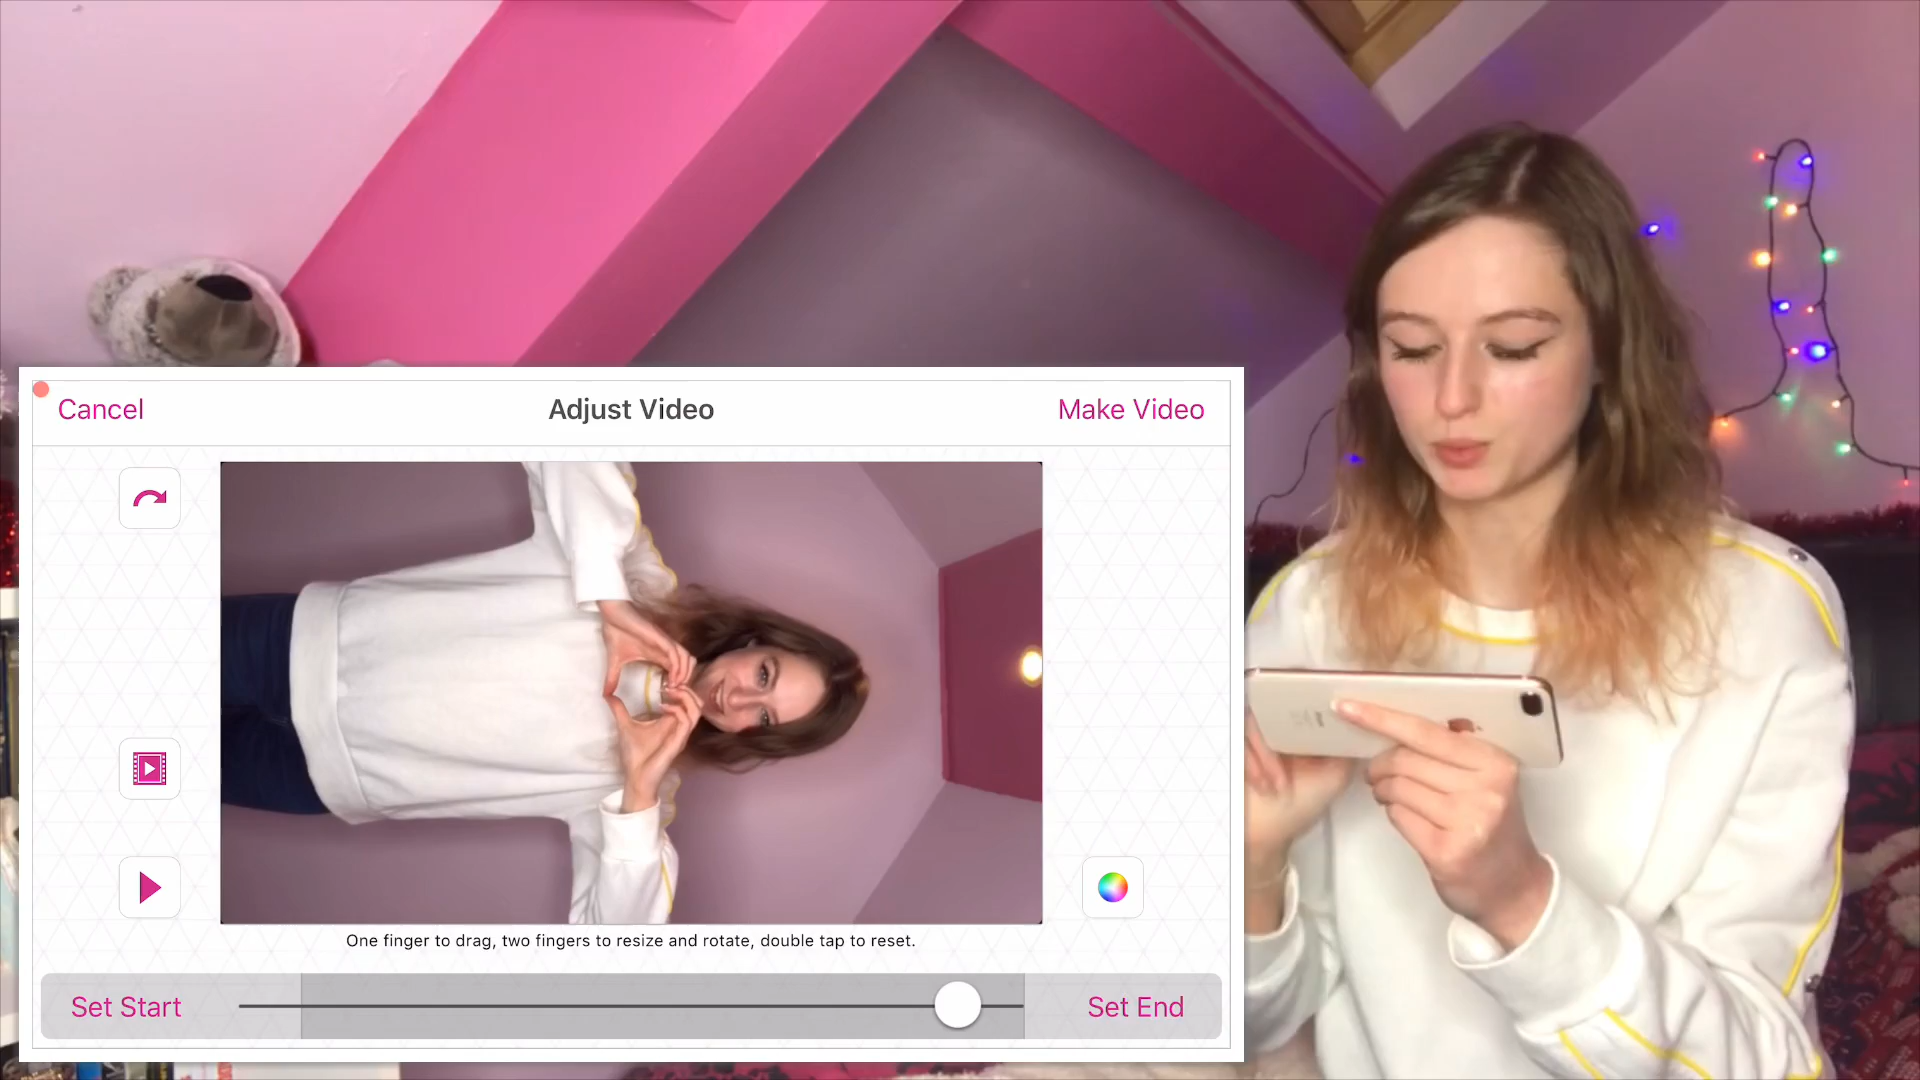 Cancel
Adjust Video
Make Video
One finger to drag, two fingers to resize and rotate, double tap to reset.
Set Start
Set End